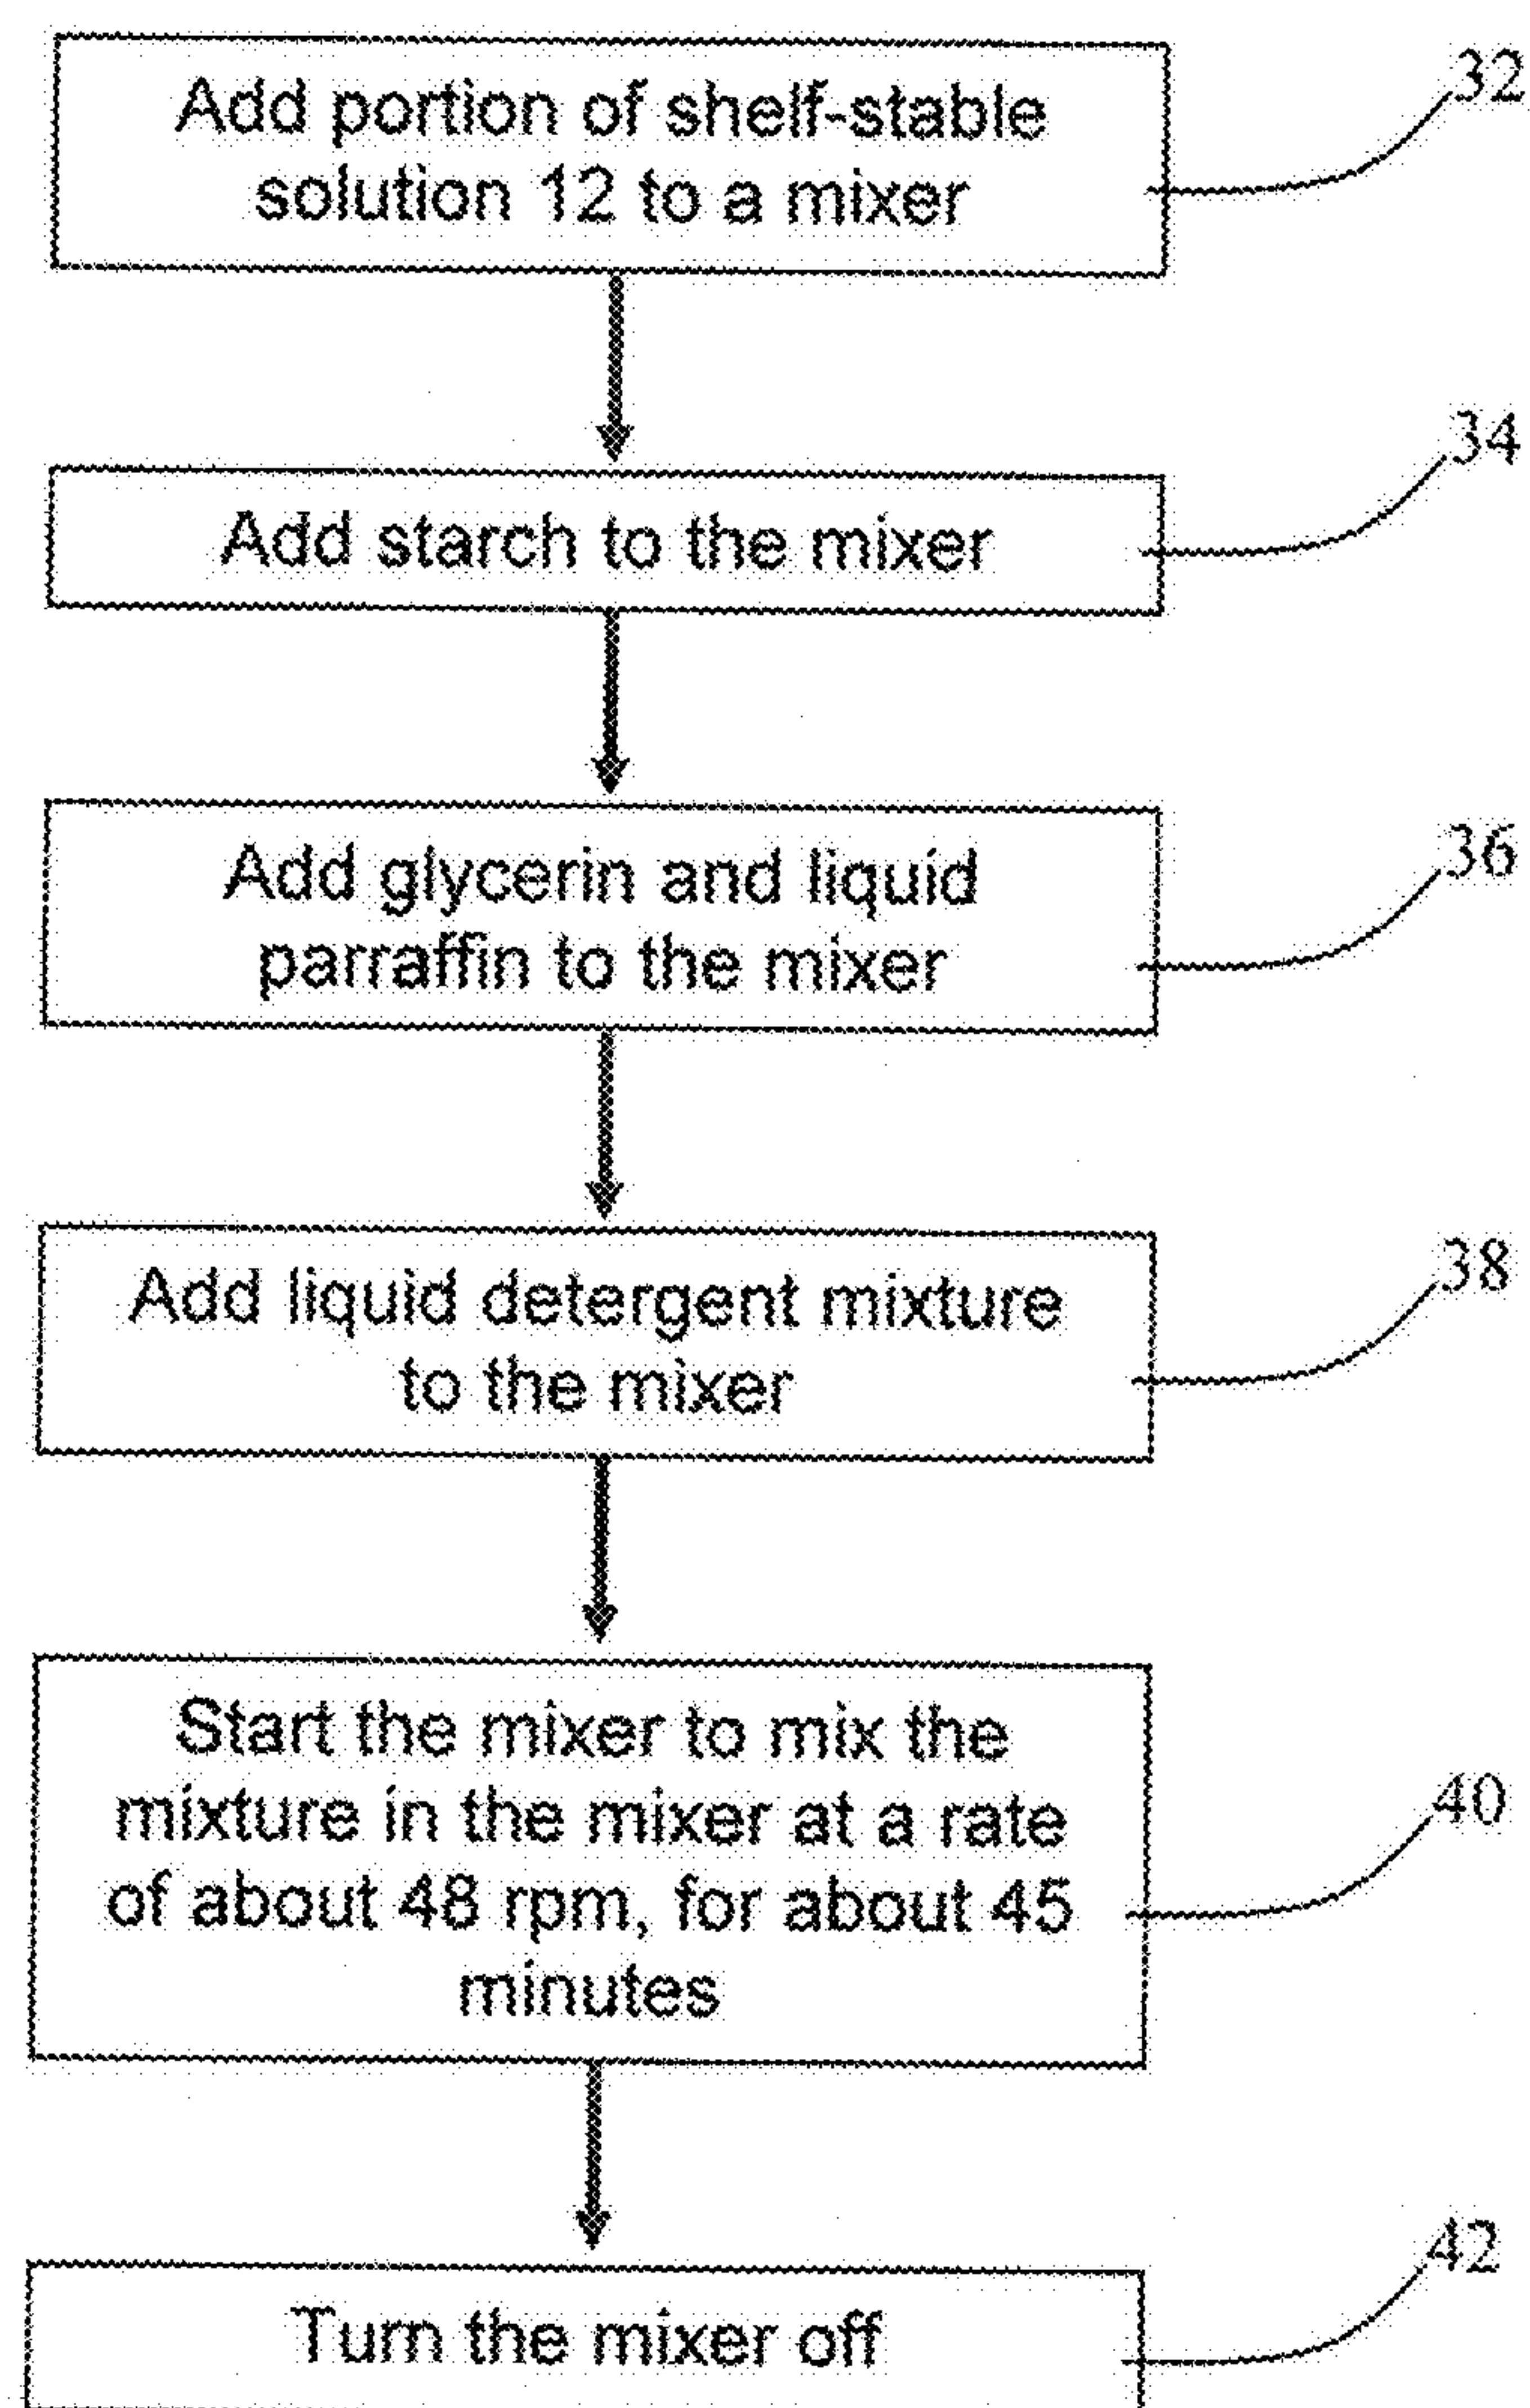 Add portion of shelf-stable
solution 12 to a mixer
32
Add starch to the mixer
34
Add glycerin and liquid
parraffin to the mixer
36
Add liquid detergent mixture
to the mixer
38
Start the mixer to mix the
mixture in the mixer at a rate
of about 48 rpm, for about 45
minutes
40
Turn the mixer off
42